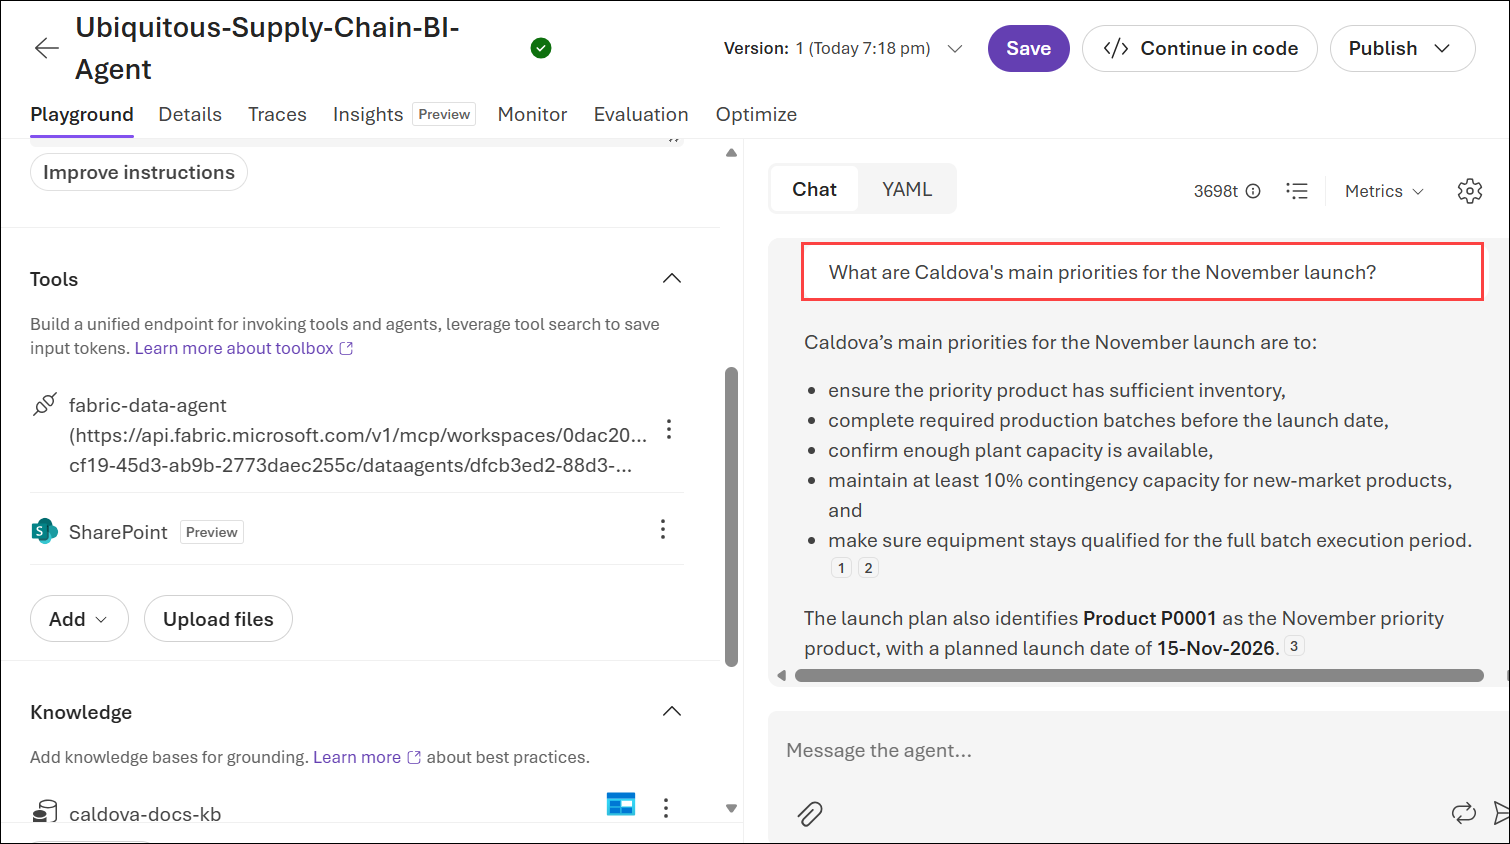 Ubiquitous-Supply-Chain-BI-
Agent
Version: 1 (Today 7:18 pm)
Save
Continue in code
Publish
Playground
Details
Traces
Insights
Preview
Monitor
Evaluation
Optimize
Improve instructions
Tools
Build a unified endpoint for invoking tools and agents, leverage tool search to save
input tokens. Learn more about toolbox
fabric-data-agent
(https://api.fabric.microsoft.com/v1/mcp/workspaces/0dac20...
cf19-45d3-ab9b-2773daec255c/dataagents/dfcb3ed2-88d3-...
SharePoint
Preview
Add
Upload files
Knowledge
Add knowledge bases for grounding. Learn more about best practices.
caldova-docs-kb
Chat
YAML
3698t
Metrics
What are Caldova's main priorities for the November launch?
Caldova’s main priorities for the November launch are to:
• ensure the priority product has sufficient inventory,
• complete required production batches before the launch date,
• confirm enough plant capacity is available,
• maintain at least 10% contingency capacity for new-market products,
and
• make sure equipment stays qualified for the full batch execution period.
1 2
The launch plan also identifies Product P0001 as the November priority
product, with a planned launch date of 15-Nov-2026. 3
Message the agent...